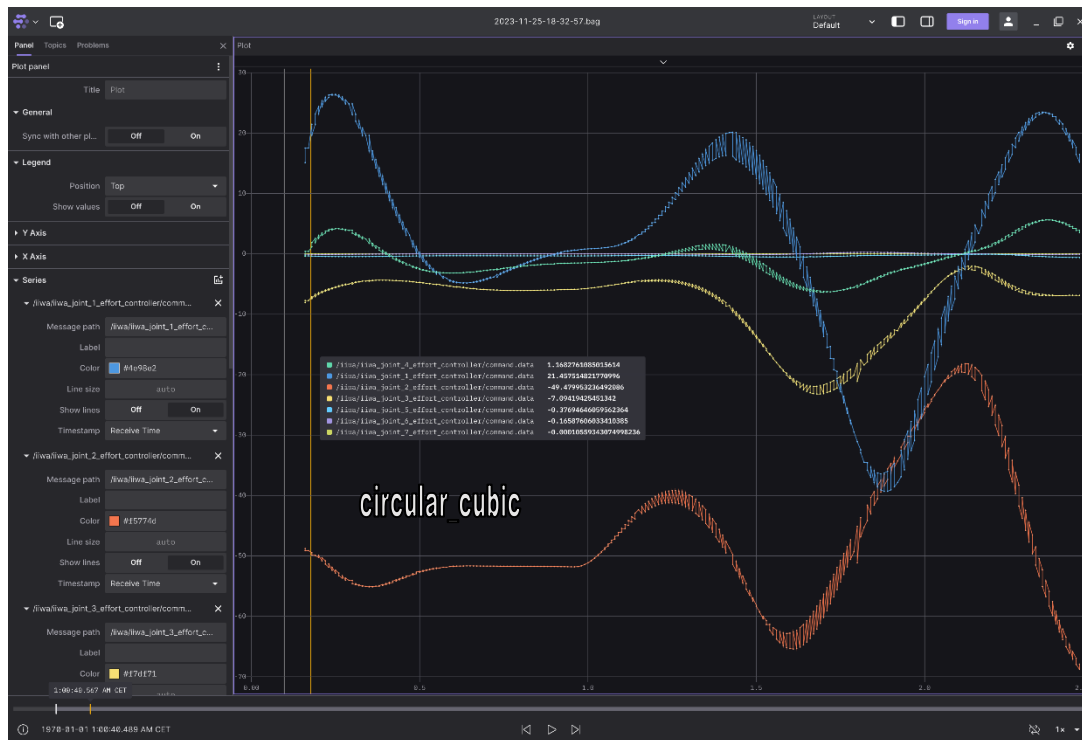 2023-11-25-18-32-57.bag
LAYOUT
Default
Sign in
Panel Topics Problems
Plot
Plot panel
Title Plot
General
Sync with other pl... Off On
Legend
Position Top
Show values Off On
Y Axis
X Axis
Series
/iiwa/iiwa_joint_1_effort_controller/comm...
Message path /iiwa/iiwa_joint_1_effort_c...
Label
Color #4e98e2
Line size auto
Show lines Off On
Timestamp Receive Time
/iiwa/iiwa_joint_2_effort_controller/comm...
Message path /iiwa/iiwa_joint_2_effort_c...
Label
Color #f5774d
Line size auto
Show lines Off On
Timestamp Receive Time
/iiwa/iiwa_joint_3_effort_controller/comm...
Message path /iiwa/iiwa_joint_3_effort_c...
Label
Color #f7df71
auto
30
20
10
0
-10
-20
-30
-40
-50
-60
-70
0.00 0.5 1.0 1.5 2.0
/iiwa/iiwa_joint_4_effort_controller/command.data 1.1682761885015614
/iiwa/iiwa_joint_1_effort_controller/command.data 21.457554821770996
/iiwa/iiwa_joint_2_effort_controller/command.data -49.479953236492086
/iiwa/iiwa_joint_3_effort_controller/command.data -7.09419425451342
/iiwa/iiwa_joint_5_effort_controller/command.data -0.37694646059562364
/iiwa/iiwa_joint_6_effort_controller/command.data -0.16587606033410385
/iiwa/iiwa_joint_7_effort_controller/command.data
circular_cubic
1:00:40.567 AM CET
1970-01-01 1:00:40.489 AM CET
1x